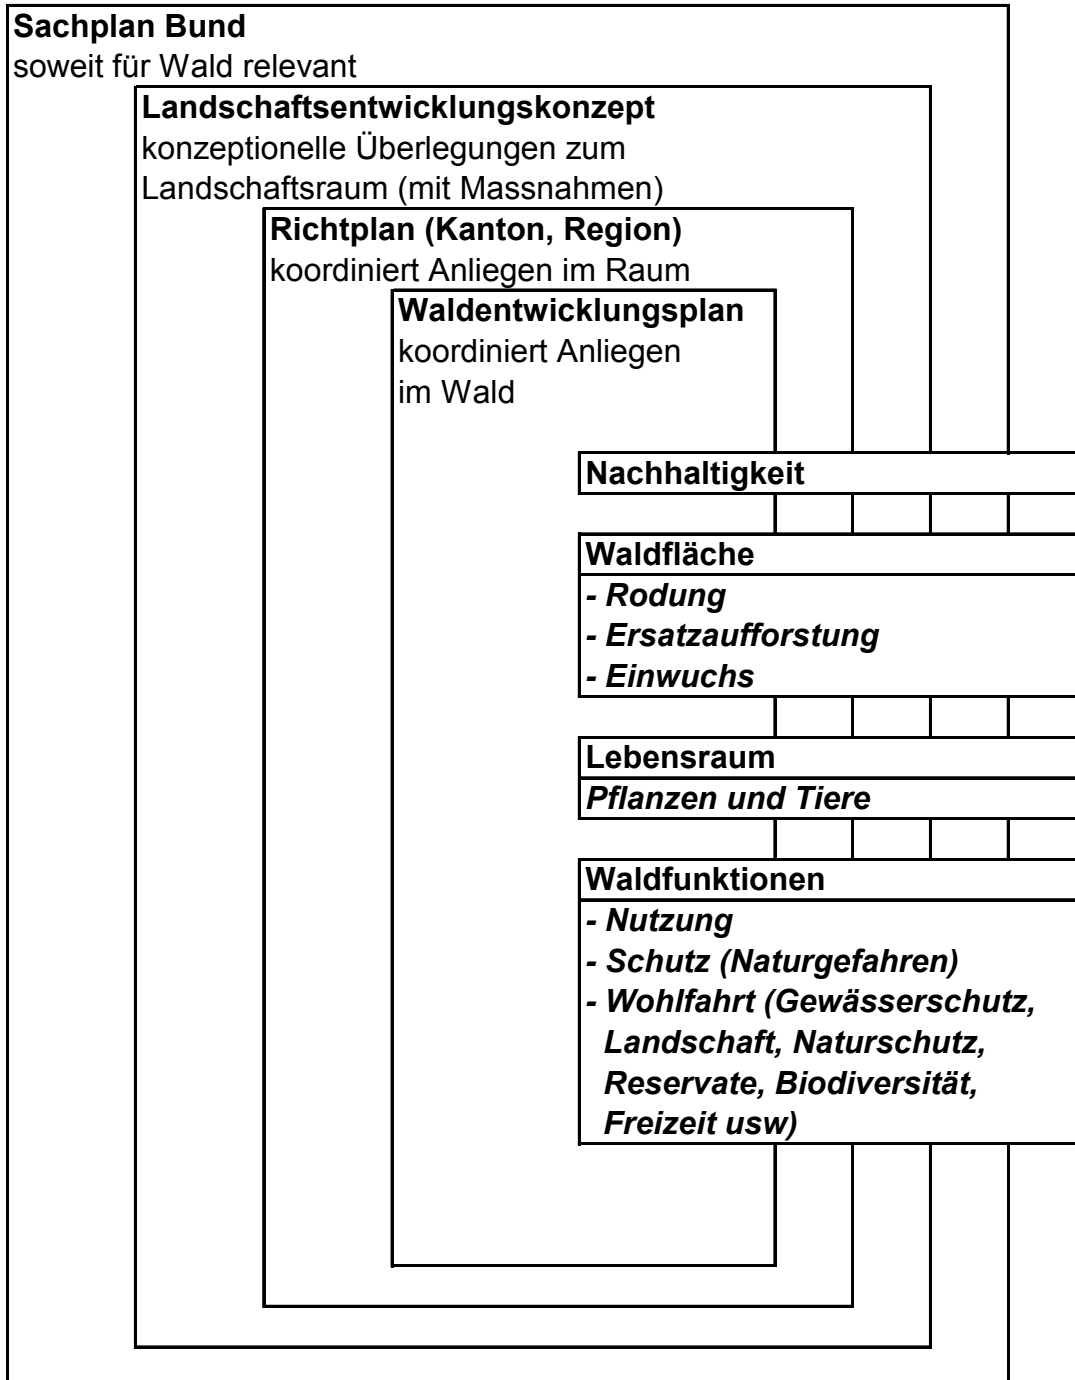 Sachplan Bund
soweit für Wald relevant
Landschaftsentwicklungskonzept
konzeptionelle Überlegungen zum
Landschaftsraum (mit Massnahmen)
Richtplan (Kanton, Region)
koordiniert Anliegen im Raum
Waldentwicklungsplan
koordiniert Anliegen
im Wald
Nachhaltigkeit
Waldfläche
- Rodung
- Ersatzaufforstung
- Einwuchs
Lebensraum
Pflanzen und Tiere
Waldfunktionen
- Nutzung
- Schutz (Naturgefahren)
- Wohlfahrt (Gewässerschutz,
Landschaft, Naturschutz,
Reservate, Biodiversität,
Freizeit usw)